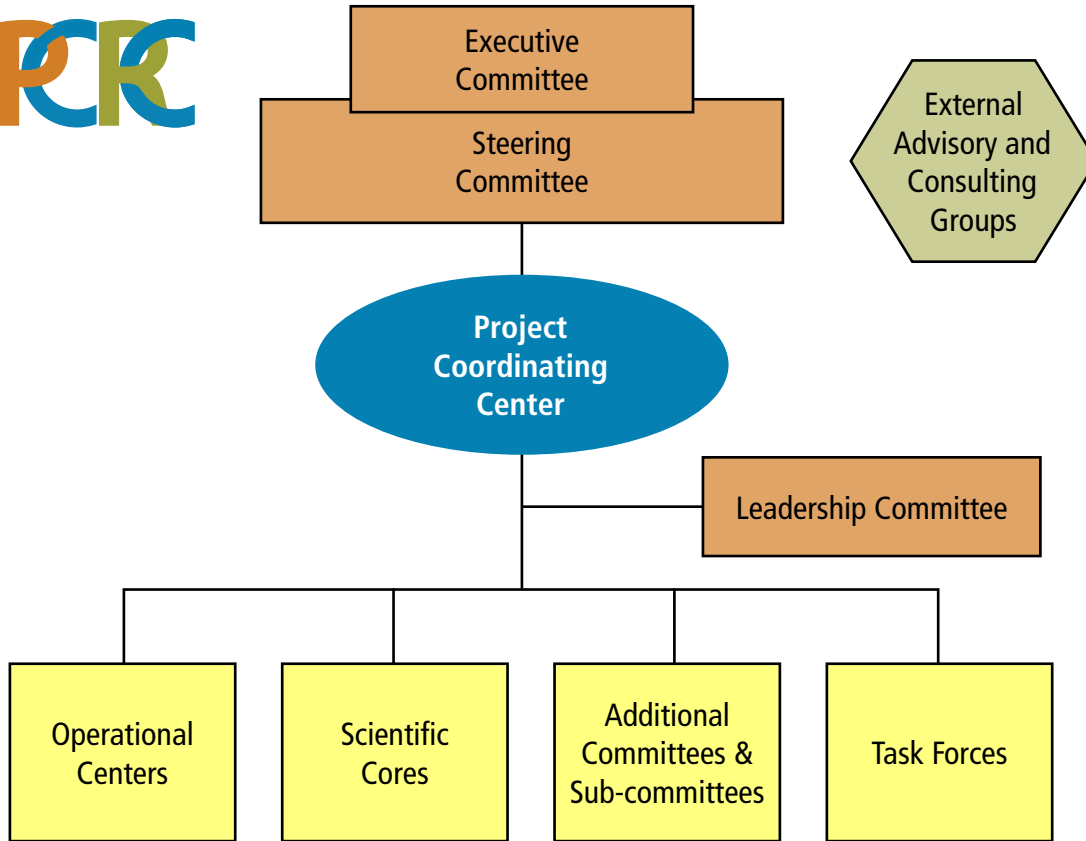 PCRC
Executive
Committee
Steering
Committee
External
Advisory and
Consulting
Groups
Project
Coordinating
Center
Leadership Committee
Operational
Centers
Scientific
Cores
Additional
Committees &
Sub-committees
Task Forces